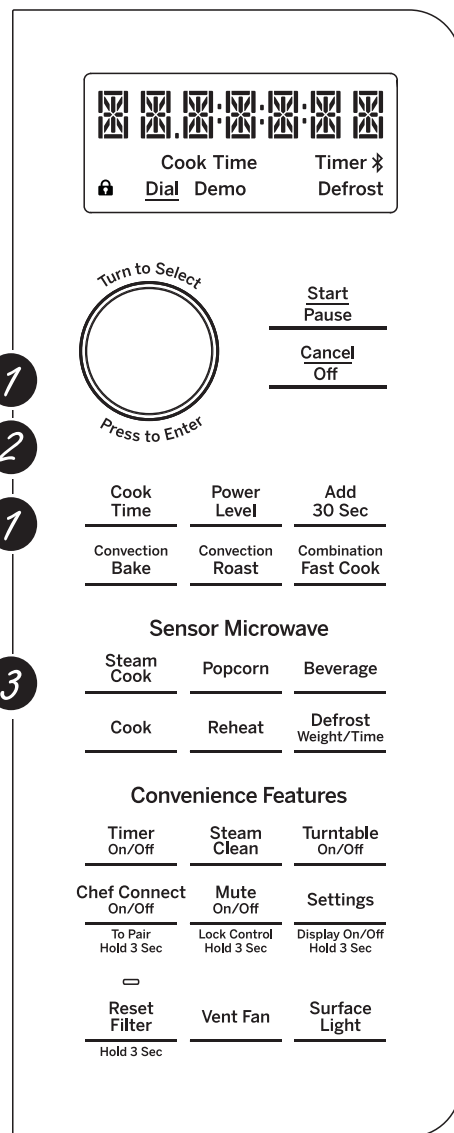 Cook Time Timer
Dial Demo Defrost
Turn to Select
Start
Pause
Cancel
Off
1
Press to Enter
2
Cook Power Add
Time Level 30 Sec
1
Convection Convection Combination
Bake Roast Fast Cook
Sensor Microwave
Steam
Cook Popcorn Beverage
3
Cook Reheat Defrost
Weight/Time
Convenience Features
Timer Steam Turntable
On/Off Clean On/Off
Chef Connect Mute Settings
On/Off On/Off
To Pair Lock Control Display On/Off
Hold 3 Sec Hold 3 Sec Hold 3 Sec
Reset Vent Fan Surface
Filter Light
Hold 3 Sec